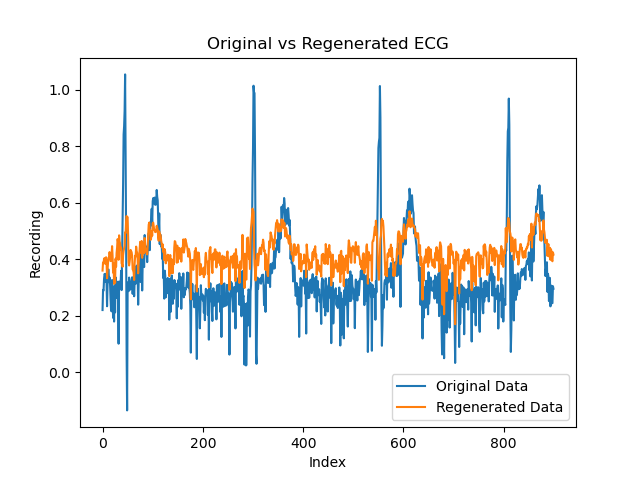 Original vs Regenerated ECG
1.0
0.8
0.6
0.4
0.2
0.0
Recording
0 200 400 600 800
Index
Original Data
Regenerated Data